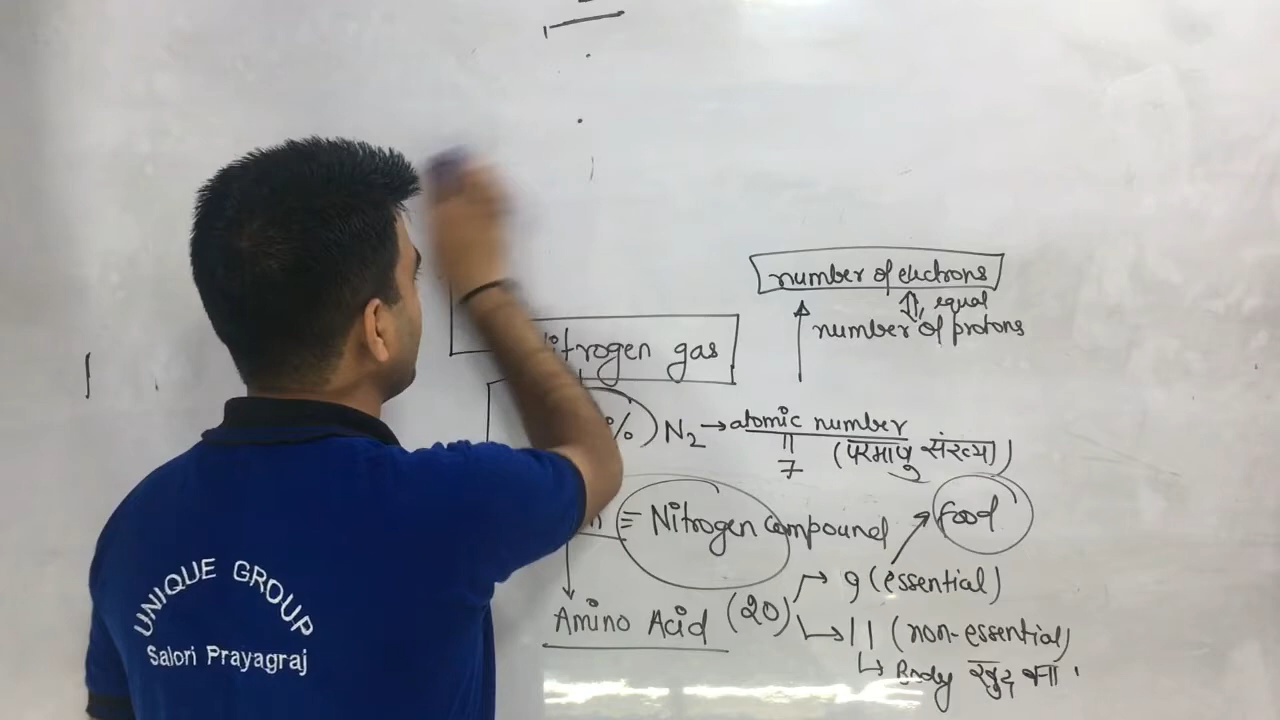 number of electrons
⇕ equal
number of protons
itrogen gas
%) N₂ → atomic number
"
7
(परमाणु संख्या)
n ≡ Nitrogen compound
food
Amino Acid (20)
→ 9 (essential)
↳ 11 (non-essential)
↳ Body खुद बना
UNIQUE GROUP
Salori Prayagraj